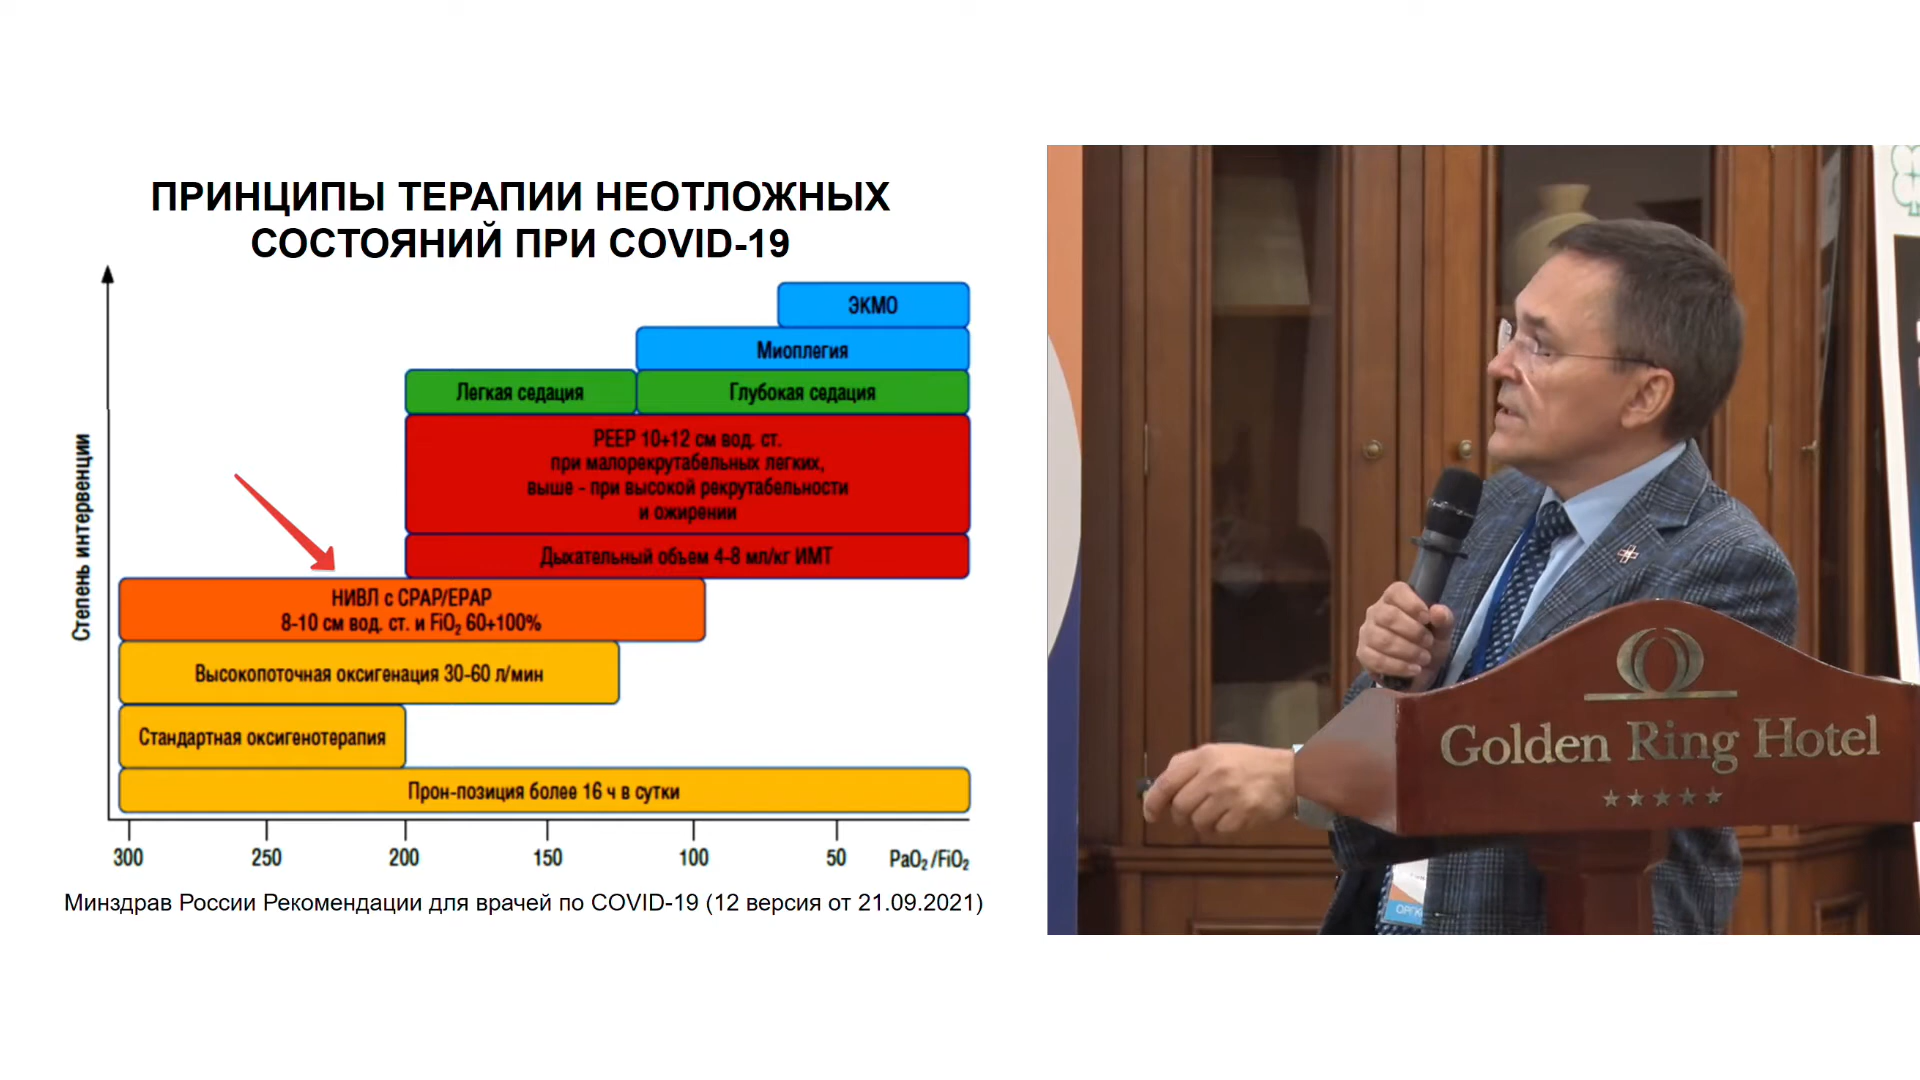 ПРИНЦИПЫ ТЕРАПИИ НЕОТЛОЖНЫХ
СОСТОЯНИЙ ПРИ COVID-19
ЭКМО
Миоплегия
Легкая седация
Глубокая седация
PEEP 10+12 см вод. ст.
при малорекрутабельных легких,
выше - при высокой рекрутабельности
и ожирении
Дыхательный объем 4-8 мл/кг ИМТ
НИВЛ с CPAP/EPAP
8-10 см вод. ст. и FiO₂ 60+100%
Высокопоточная оксигенация 30-60 л/мин
Стандартная оксигенотерапия
Прон-позиция более 16 ч в сутки
Степень интервенции
300 250 200 150 100 50 PaO₂/FiO₂
Минздрав России Рекомендации для врачей по COVID-19 (12 версия от 21.09.2021)
Golden Ring Hotel